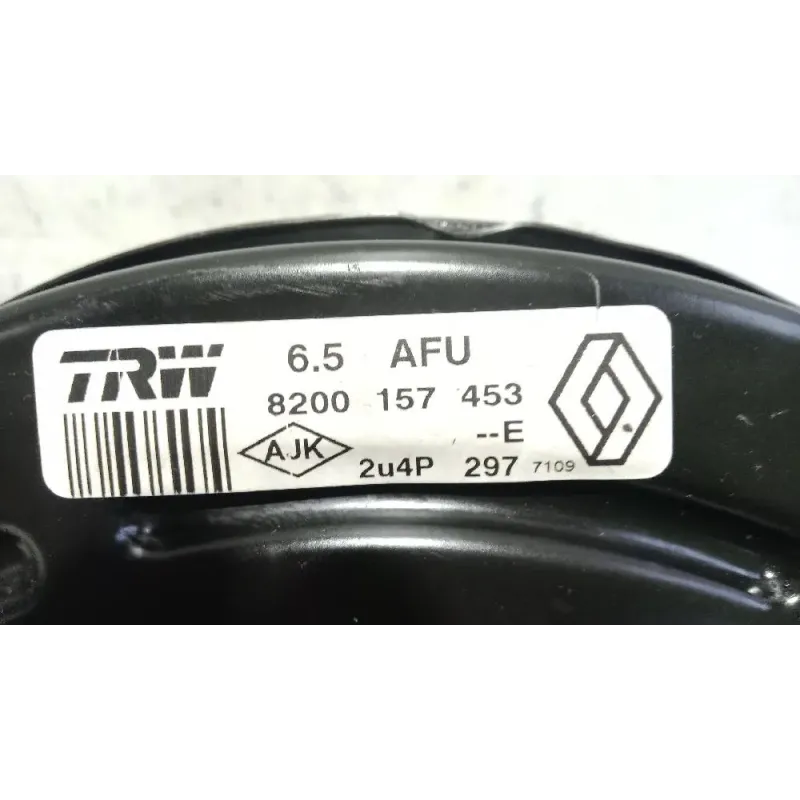 TRW 6.5 AFU
8200 157 453
--E
AJK 2u4P 297 7109